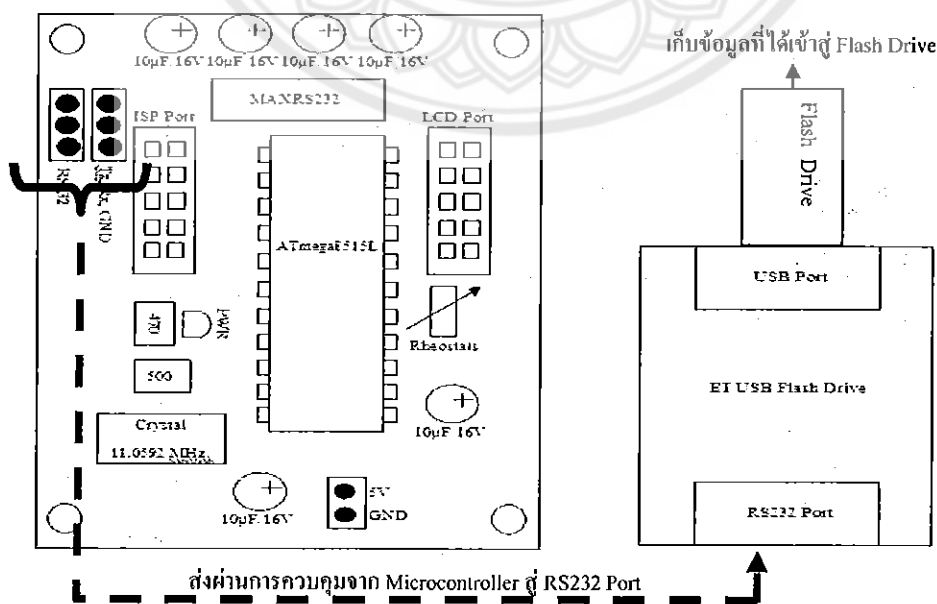 เก็บข้อมูลที่ได้เข้าสู่ Flash Drive
10µF.16V 10µF.16V 10µF.16V 10µF.16V
MAXRS232
ISP Port
LCD Port
RS232
GND
ATmega8515L
Flash Drive
USB Port
470
PWR
Rheostats
500
ET USB Flash Drive
Crystal
11.0592 MHz.
10µF.16V
10µF.16V
5V
GND
RS232 Port
ส่งผ่านการควบคุมจาก Microcontroller สู่ RS232 Port